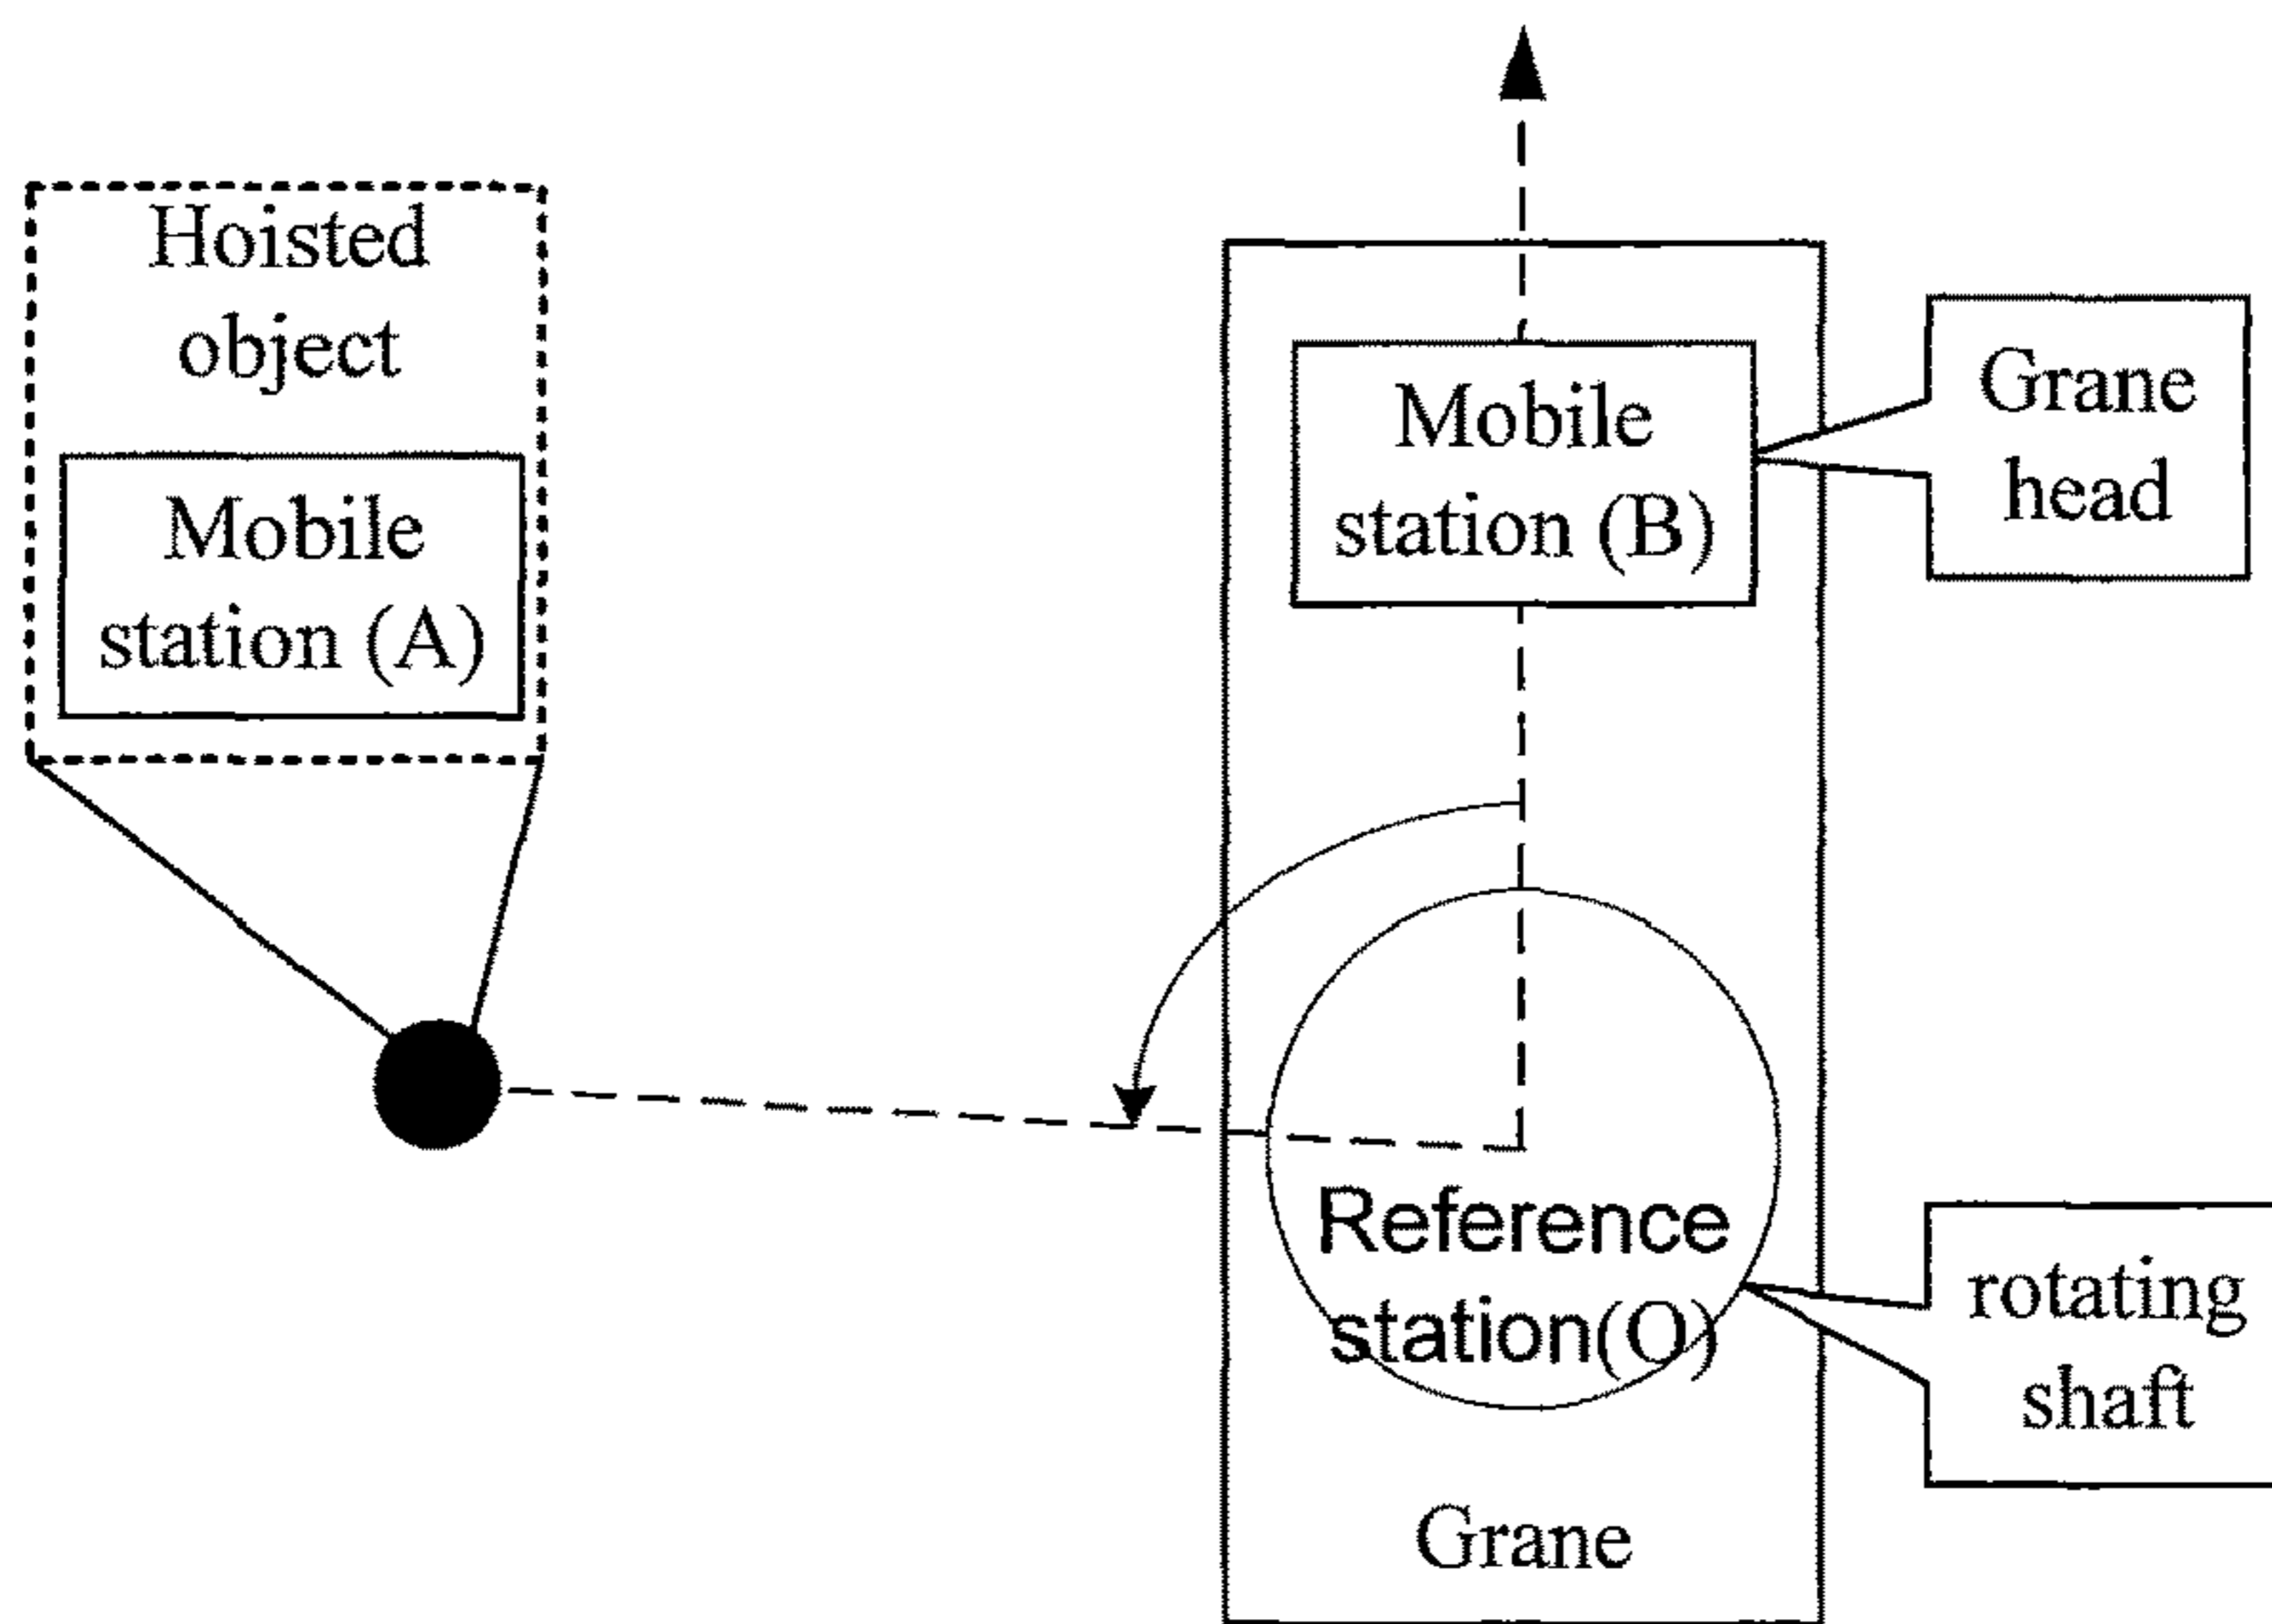 Hoisted
object
Mobile
station (A)
Mobile
station (B)
Grane
head
Reference
station(O)
rotating
shaft
Grane